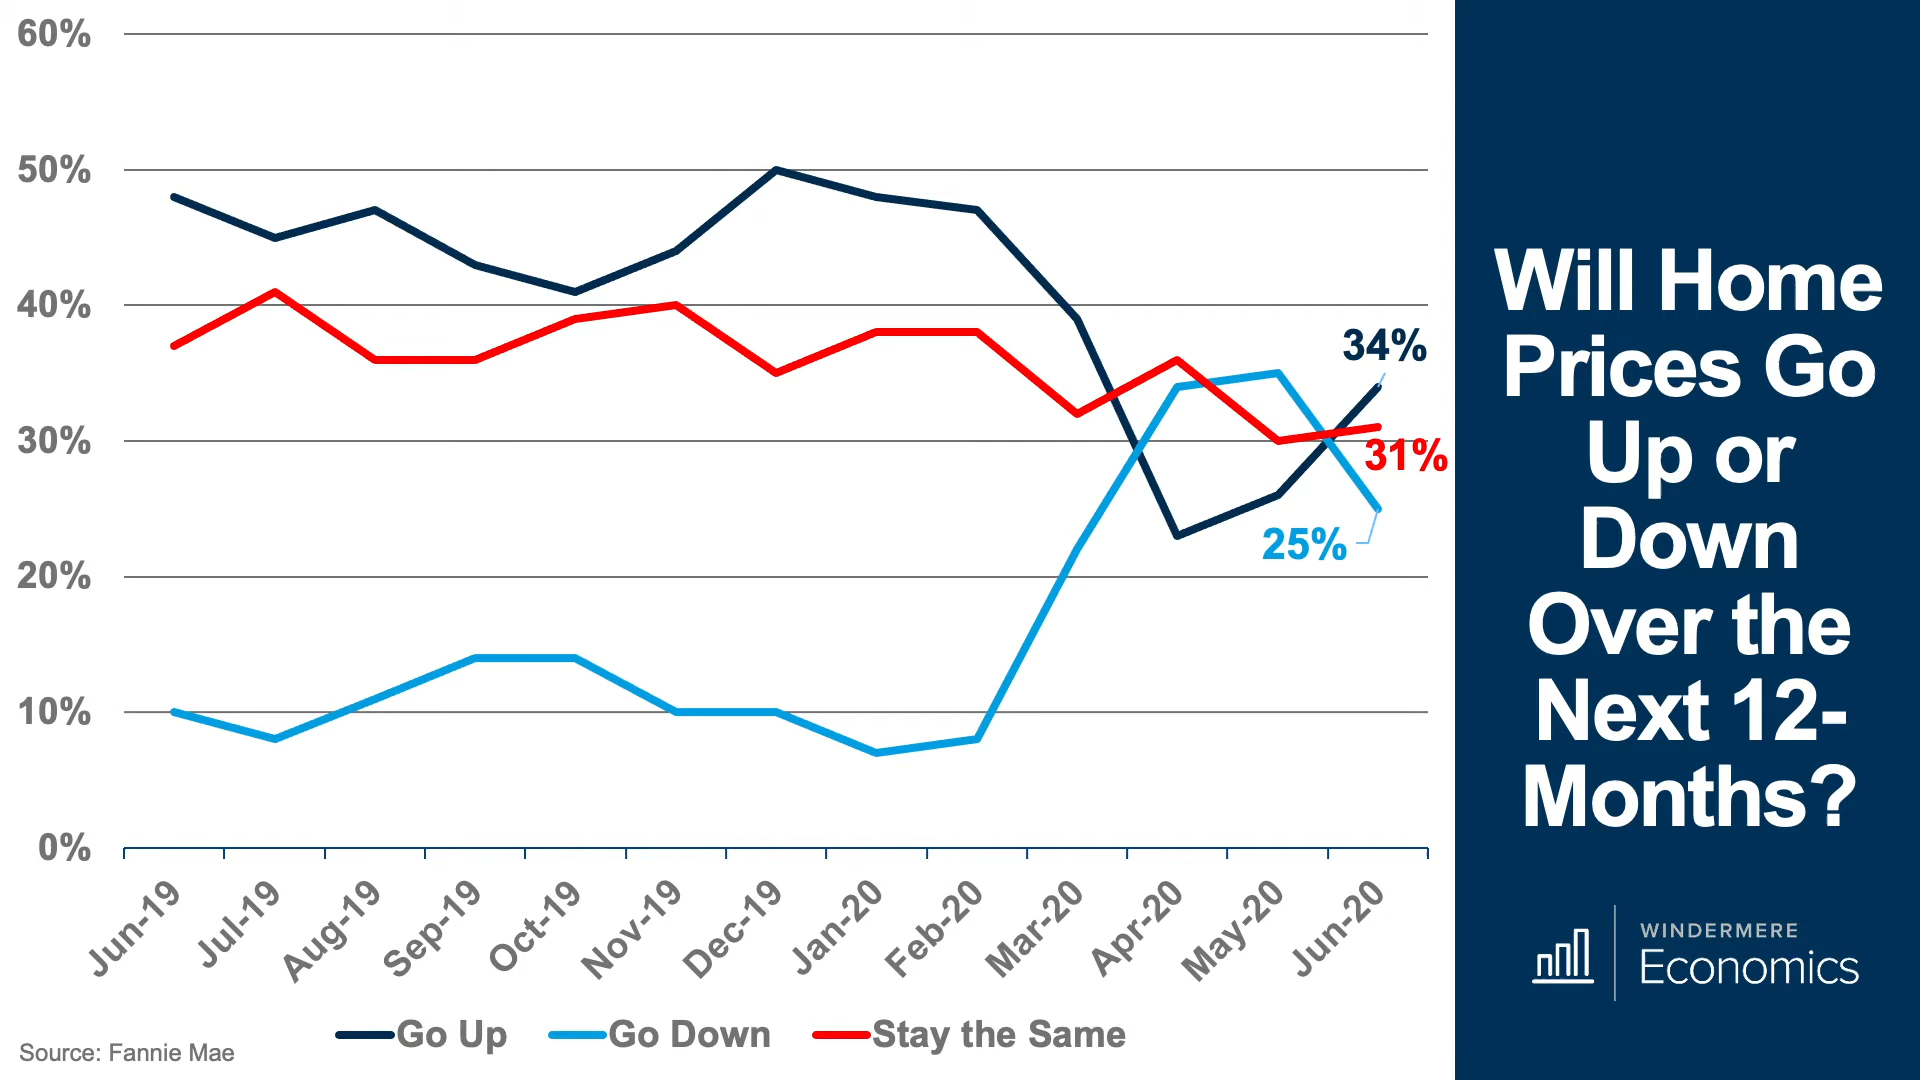 60%
50%
40%
30%
20%
10%
0%
34%
31%
25%
Jun-19
Jul-19
Aug-19
Sep-19
Oct-19
Nov-19
Dec-19
Jan-20
Feb-20
Mar-20
Apr-20
May-20
Jun-20
Go Up
Go Down
Stay the Same
Source: Fannie Mae
Will Home
Prices Go
Up or
Down
Over the
Next 12-
Months?
WINDERMERE
Economics